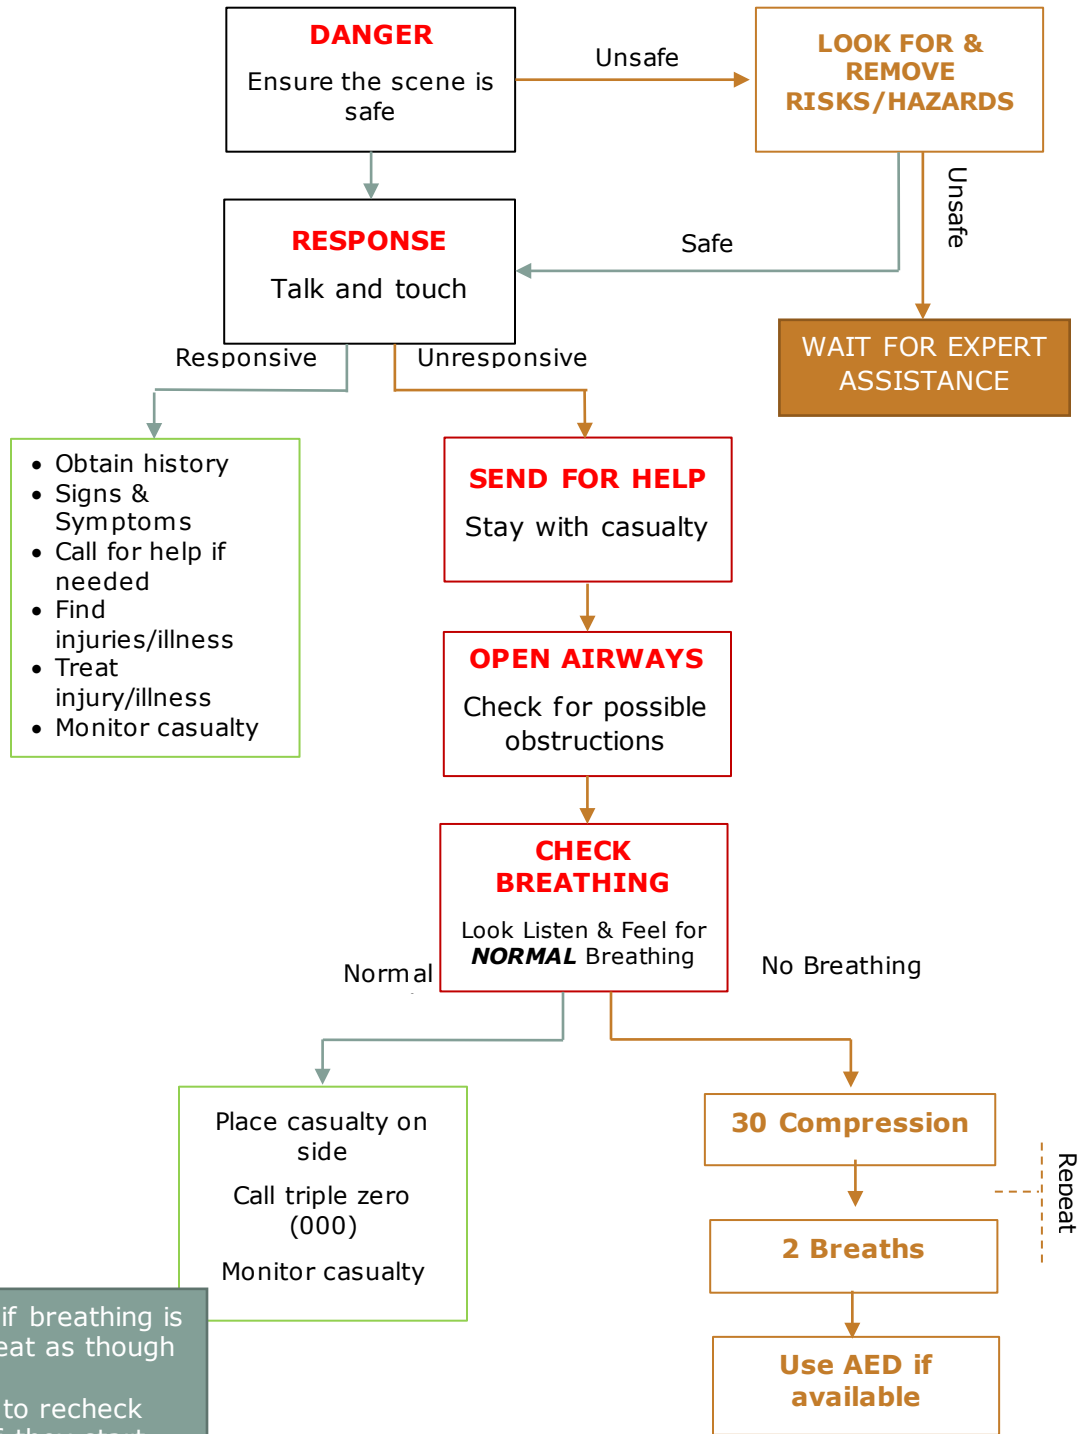 DANGER
Ensure the scene is
safe
Unsafe
LOOK FOR &
REMOVE
RISKS/HAZARDS
Unsafe
Safe
RESPONSE
Talk and touch
WAIT FOR EXPERT
ASSISTANCE
Responsive
Unresponsive
• Obtain history
• Signs &
Symptoms
• Call for help if
needed
• Find
injuries/illness
• Treat
injury/illness
• Monitor casualty
SEND FOR HELP
Stay with casualty
OPEN AIRWAYS
Check for possible
obstructions
CHECK
BREATHING
Look Listen & Feel for
NORMAL Breathing
Normal
No Breathing
Place casualty on
side
Call triple zero
(000)
Monitor casualty
30 Compression
Repeat
2 Breaths
Use AED if
available
if breathing is
eat as though
to recheck
they start